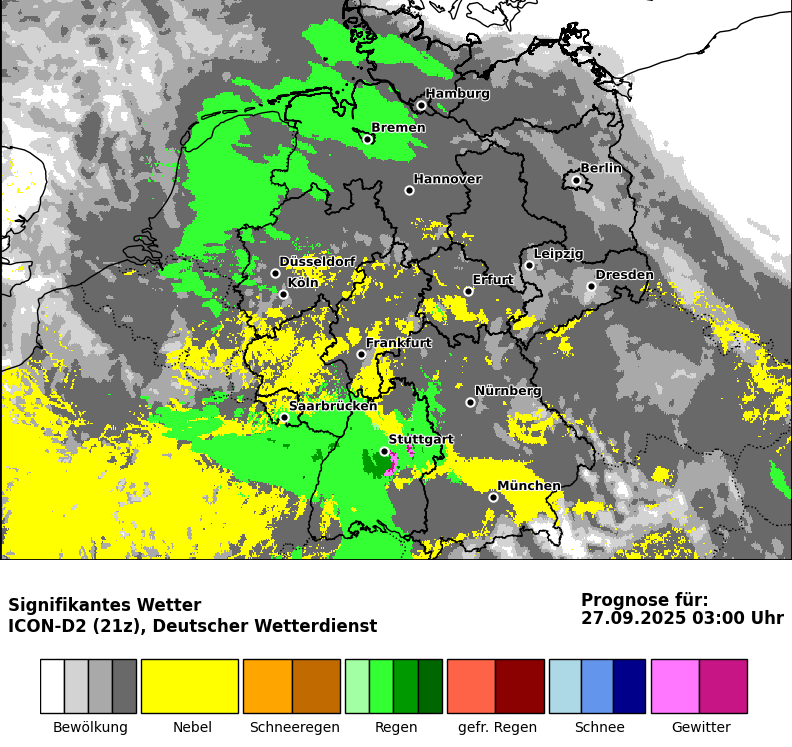 Hamburg
Bremen
Berlin
Hannover
Leipzig
Düsseldorf
Dresden
Erfurt
Köln
Frankfurt
Nürnberg
Saarbrücken
Stuttgart
München
Signifikantes Wetter
ICON-D2 (21z), Deutscher Wetterdienst
Prognose für:
27.09.2025 03:00 Uhr
Bewölkung Nebel Schneeregen Regen gefr. Regen Schnee Gewitter